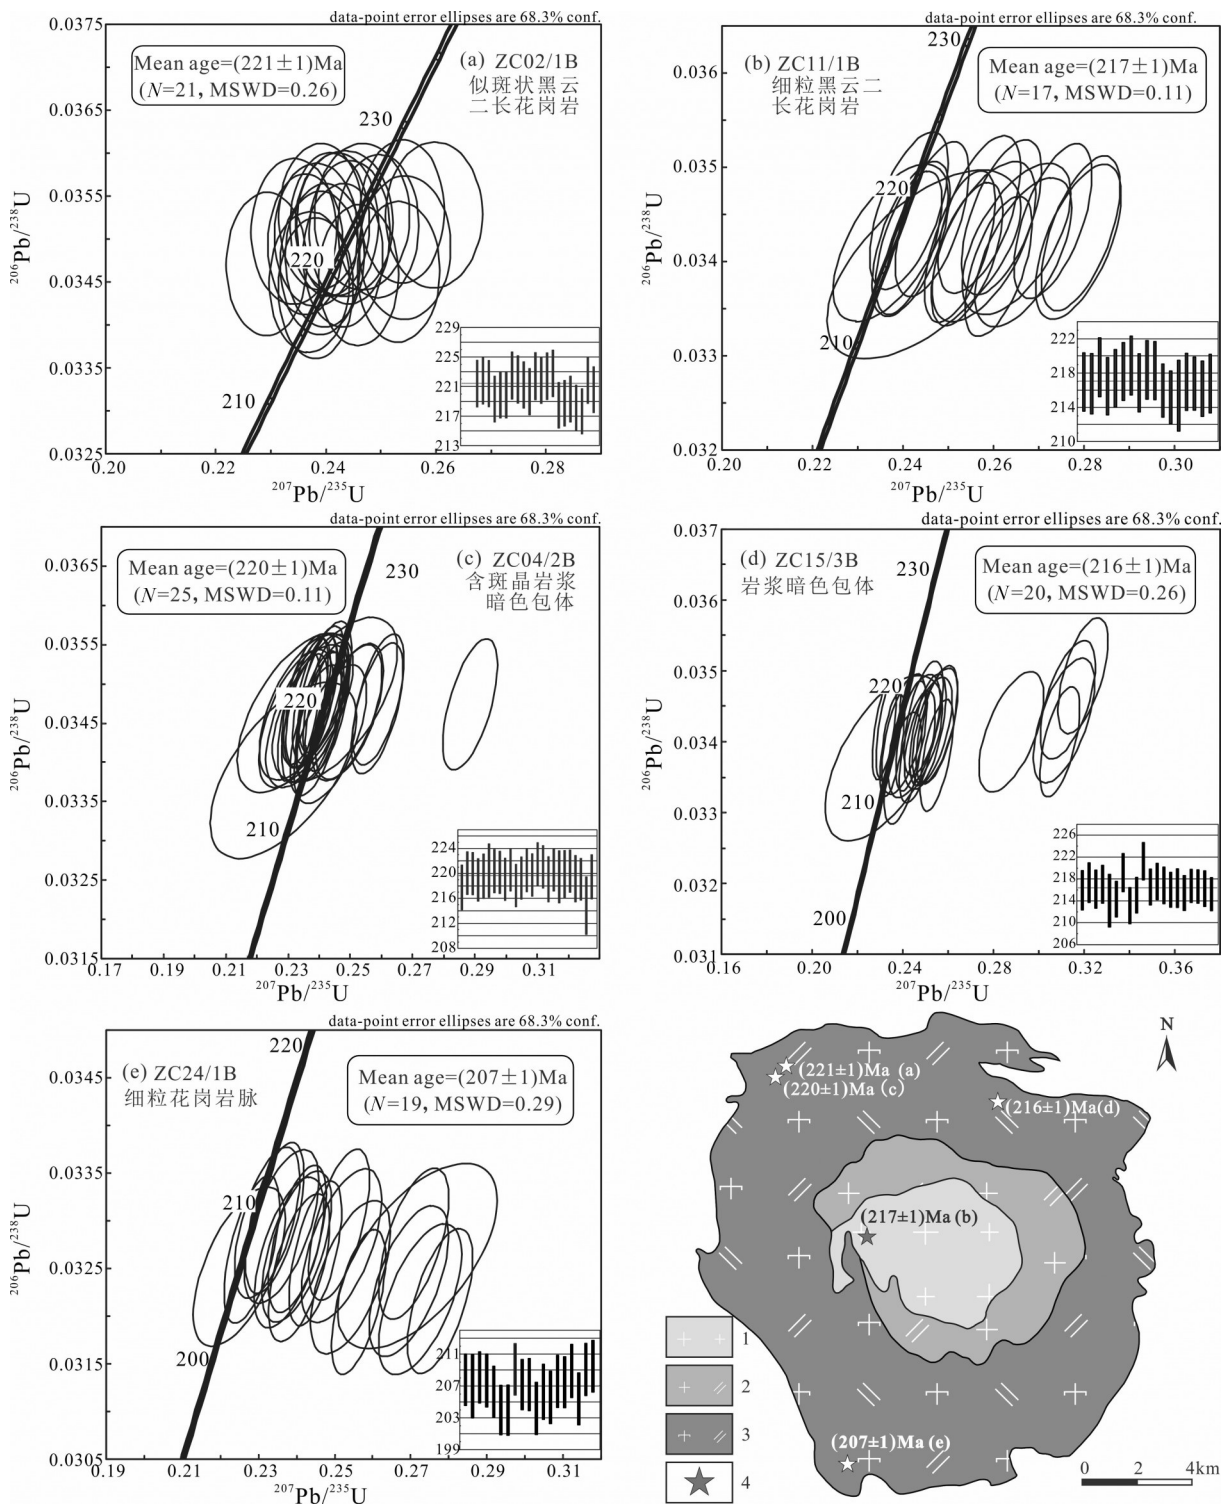 data-point error ellipses are 68.3% conf.
Mean age=(221±1)Ma
(N=21, MSWD=0.26)
(a) ZC02/1B
似斑状黑云
二长花岗岩
230
220
210
0.0375
0.0365
0.0355
0.0345
0.0335
0.0325
²⁰⁶Pb/²³⁸U
229
225
221
217
213
0.20
0.22
0.24
0.26
0.28
²⁰⁷Pb/²³⁵U
data-point error ellipses are 68.3% conf.
(b) ZC11/1B
细粒黑云二
长花岗岩
Mean age=(217±1)Ma
(N=17, MSWD=0.11)
230
220
210
0.036
0.035
0.034
0.033
0.032
²⁰⁶Pb/²³⁸U
222
218
214
210
0.20
0.22
0.24
0.26
0.28
0.30
²⁰⁷Pb/²³⁵U
data-point error ellipses are 68.3% conf.
Mean age=(220±1)Ma
(N=25, MSWD=0.11)
(c) ZC04/2B
含斑晶岩浆
暗色包体
230
220
210
0.0365
0.0355
0.0345
0.0335
0.0325
0.0315
²⁰⁶Pb/²³⁸U
224
220
216
212
208
0.17
0.19
0.21
0.23
0.25
0.27
0.29
0.31
²⁰⁷Pb/²³⁵U
data-point error ellipses are 68.3% conf.
(d) ZC15/3B
岩浆暗色包体
Mean age=(216±1)Ma
(N=20, MSWD=0.26)
230
220
210
200
0.037
0.036
0.035
0.034
0.033
0.032
0.031
²⁰⁶Pb/²³⁸U
226
222
218
214
210
206
0.16
0.20
0.24
0.28
0.32
0.36
²⁰⁷Pb/²³⁵U
data-point error ellipses are 68.3% conf.
(e) ZC24/1B
细粒花岗岩脉
Mean age=(207±1)Ma
(N=19, MSWD=0.29)
220
210
200
0.0345
0.0335
0.0325
0.0315
0.0305
²⁰⁶Pb/²³⁸U
211
207
203
199
0.19
0.21
0.23
0.25
0.27
0.29
0.31
²⁰⁷Pb/²³⁵U
N
(221±1)Ma (a)
(220±1)Ma (c)
(216±1)Ma(d)
(217±1)Ma (b)
(207±1)Ma (e)
1
2
3
4
0 2 4km